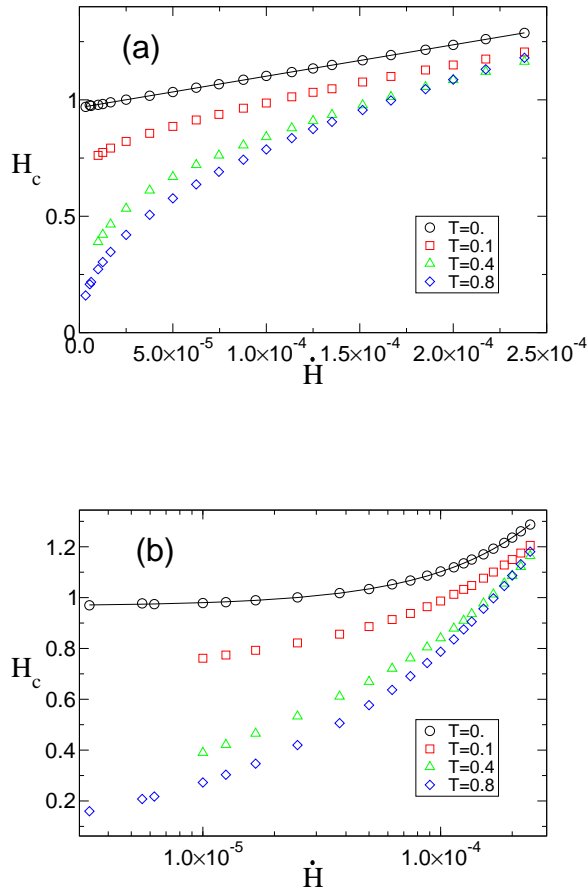 (a)
1
H_c
0.5
0
T=0.
T=0.1
T=0.4
T=0.8
0.0 5.0×10⁻⁵ 1.0×10⁻⁴ 1.5×10⁻⁴ 2.0×10⁻⁴ 2.5×10⁻⁴
Ḣ
(b)
1.2
1.0
0.8
H_c
0.6
0.4
0.2
T=0.
T=0.1
T=0.4
T=0.8
1.0×10⁻⁵ 1.0×10⁻⁴
Ḣ